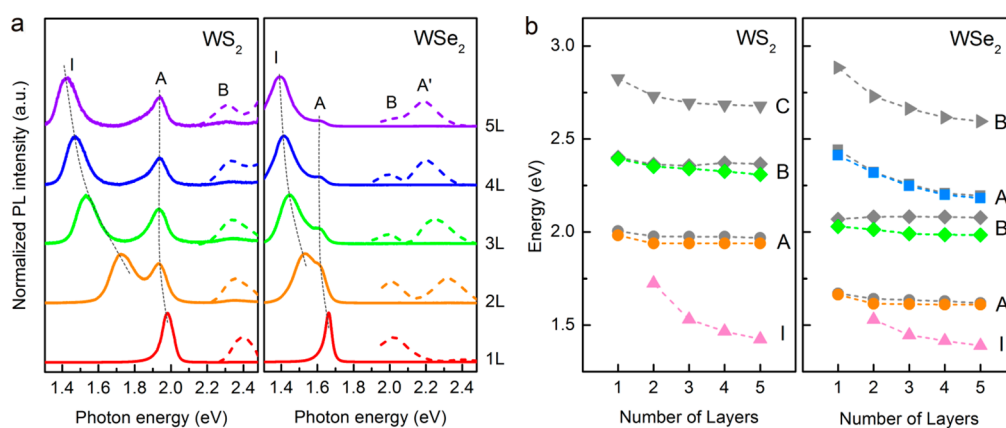 a
WS2
WSe2
I
A
B
I
A
B
A'
Normalized PL intensity (a.u.)
5L
4L
3L
2L
1L
1.4 1.6 1.8 2.0 2.2 2.4
1.4 1.6 1.8 2.0 2.2 2.4
Photon energy (eV)
Photon energy (eV)
b
WS2
WSe2
Energy (eV)
3.0
2.5
2.0
1.5
C
B
A
I
B
A
B
A
I
1 2 3 4 5
1 2 3 4 5
Number of Layers
Number of Layers